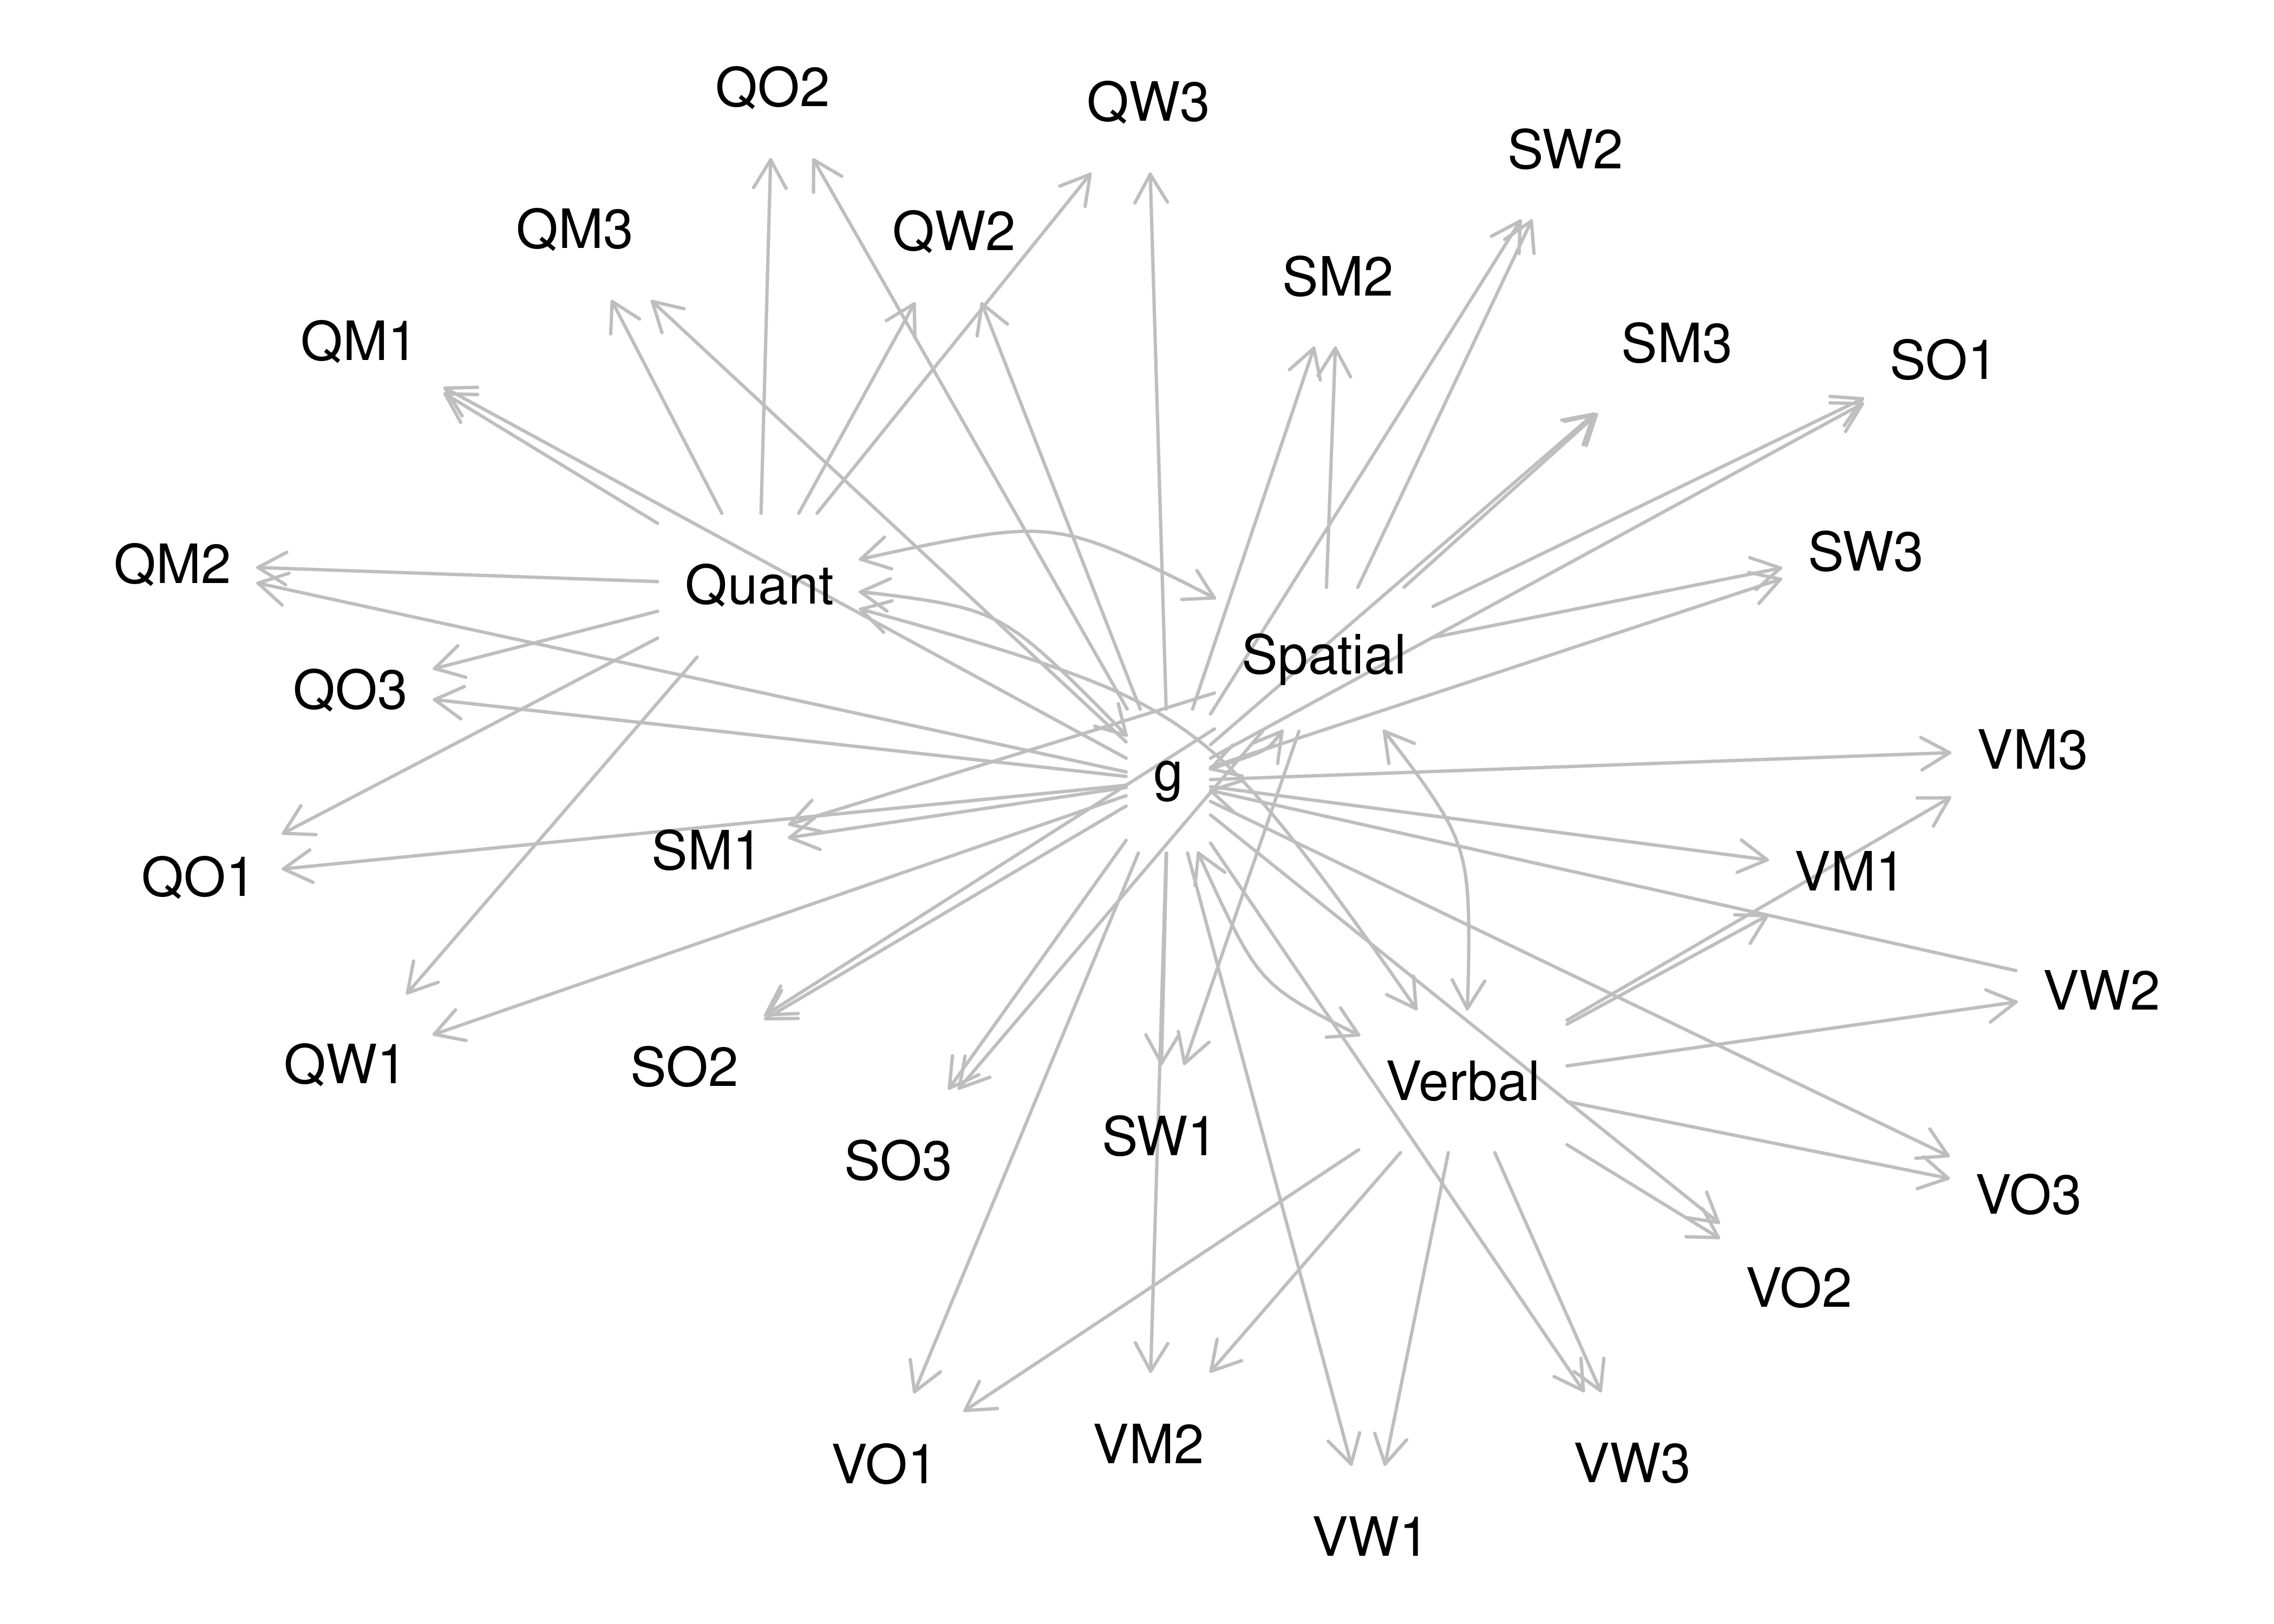 QO2
QW3
SW2
QM3
QW2
SM2
QM1
SM3
SO1
SW3
QM2
Quant
Spatial
QO3
VM3
g
SM1
VM1
QO1
VW2
QW1
SO2
Verbal
SW1
SO3
VO3
VO2
VM2
VO1
VW3
VW1